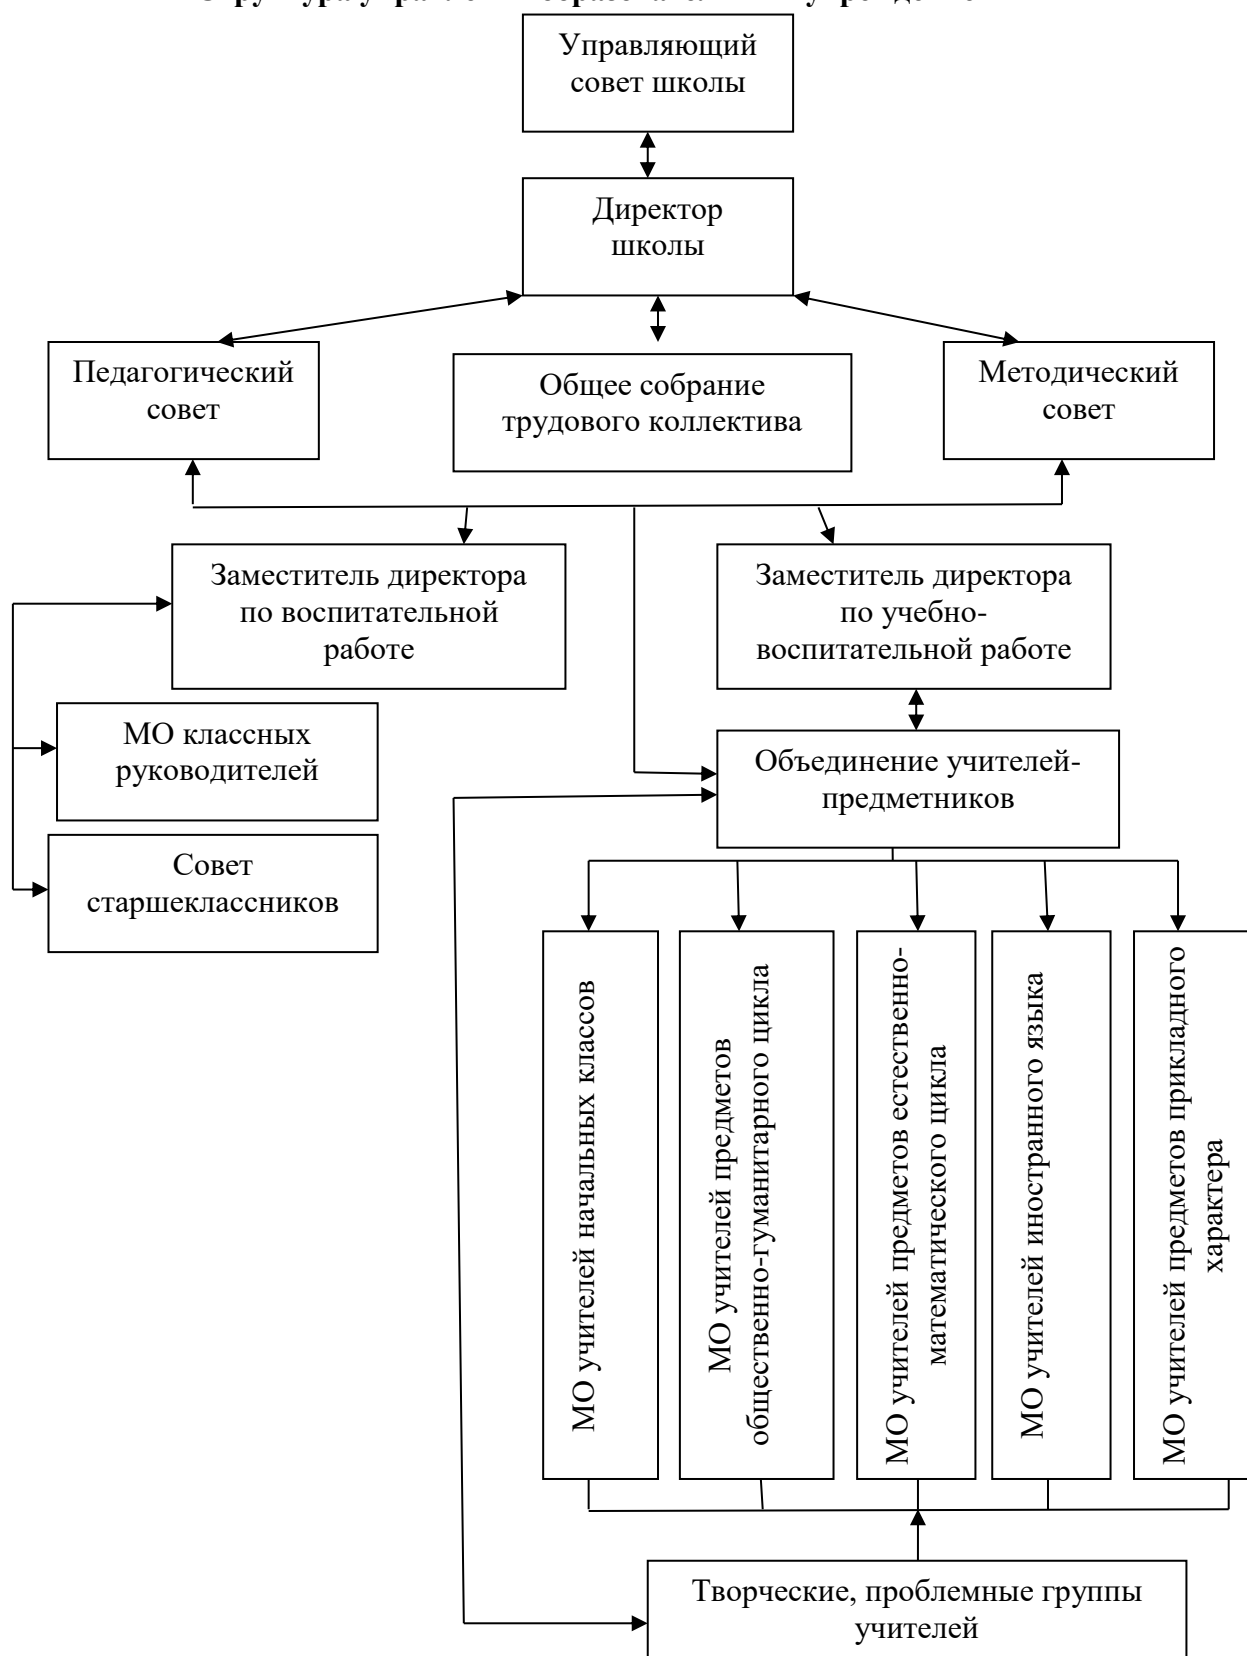 Управляющий
совет школы
Директор
школы
Педагогический
совет
Общее собрание
трудового коллектива
Методический
совет
Заместитель директора
по воспитательной
работе
Заместитель директора
по учебно-
воспитательной работе
МО классных
руководителей
Объединение учителей-
предметников
Совет
старшеклассников
МО учителей начальных классов
МО учителей предметов
общественно-гуманитарного цикла
МО учителей предметов естественно-
математического цикла
МО учителей иностранного языка
МО учителей предметов прикладного
характера
Творческие, проблемные группы
учителей